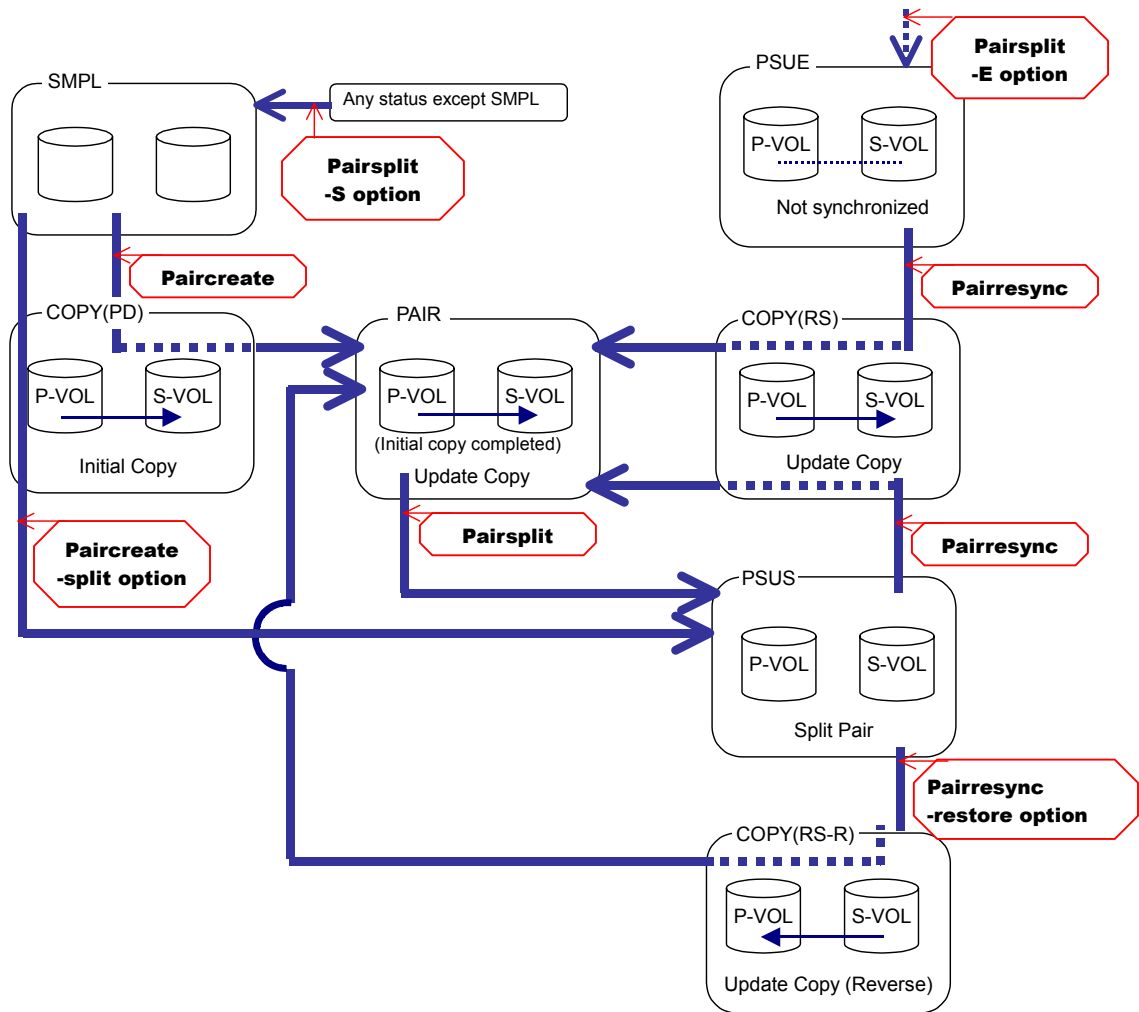 SMPL
Any status except SMPL
Pairsplit
-S option
PSUE
Pairsplit
-E option
P-VOL
S-VOL
Not synchronized
Paircreate
Pairresync
COPY(PD)
P-VOL
S-VOL
Initial Copy
PAIR
P-VOL
S-VOL
(Initial copy completed)
Update Copy
COPY(RS)
P-VOL
S-VOL
Update Copy
Paircreate
-split option
Pairsplit
Pairresync
PSUS
P-VOL
S-VOL
Split Pair
Pairresync
-restore option
COPY(RS-R)
P-VOL
S-VOL
Update Copy (Reverse)